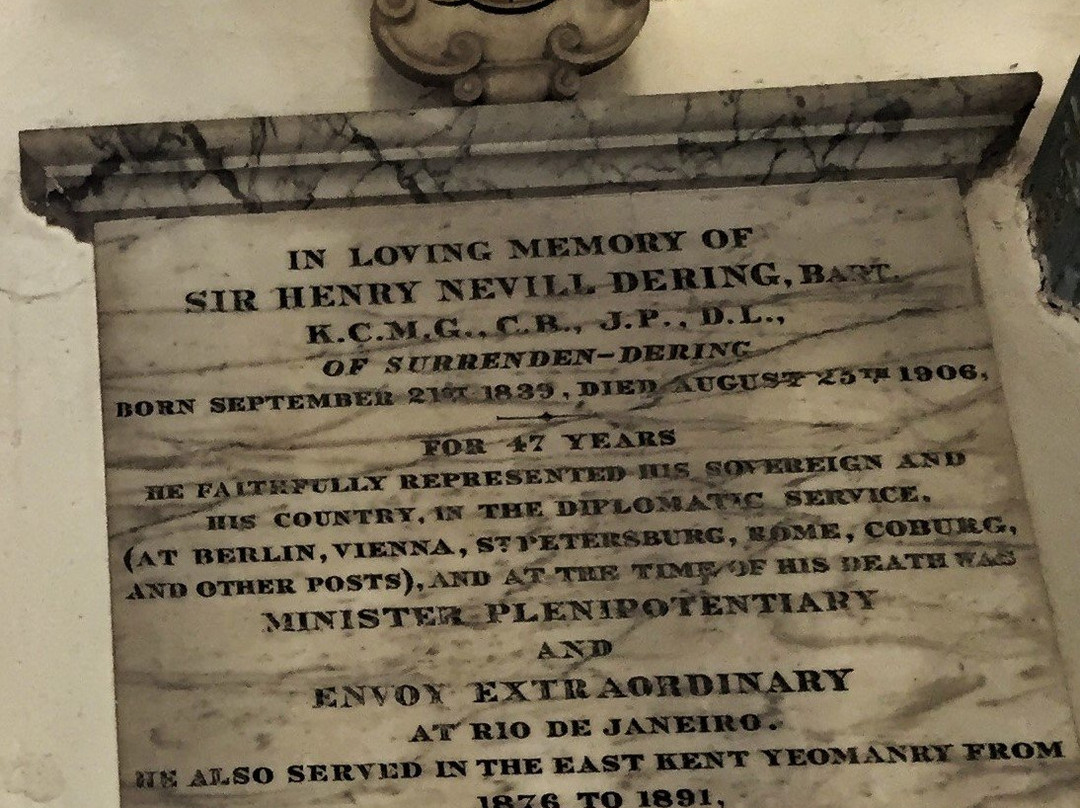 IN LOVING MEMORY OF
SIR HENRY NEVILL DERING, BART.
K.C.M.G., C.B., J.P., D.L.,
OF SURRENDEN-DERING
BORN SEPTEMBER 21ST 1839, DIED AUGUST 25TH 1906,
FOR 47 YEARS
HE FAITHFULLY REPRESENTED HIS SOVEREIGN AND
HIS COUNTRY, IN THE DIPLOMATIC SERVICE,
(AT BERLIN, VIENNA, ST PETERSBURG, ROME, COBURG,
AND OTHER POSTS), AND AT THE TIME OF HIS DEATH WAS
MINISTER PLENIPOTENTIARY
AND
ENVOY EXTRAORDINARY
AT RIO DE JANEIRO.
HE ALSO SERVED IN THE EAST KENT YEOMANRY FROM
1876 TO 1891,